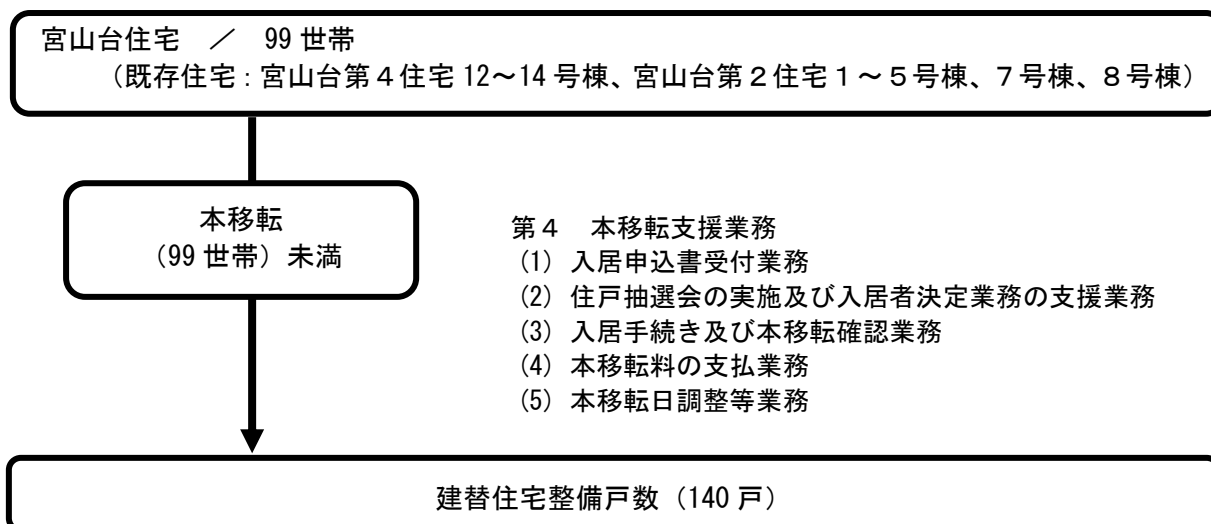 宮山台住宅　／　99 世帯
（既存住宅：宮山台第４住宅 12～14 号棟、宮山台第２住宅１～５号棟、７号棟、８号棟）
本移転
（99 世帯）未満
第４　本移転支援業務
(1) 入居申込書受付業務
(2) 住戸抽選会の実施及び入居者決定業務の支援業務
(3) 入居手続き及び本移転確認業務
(4) 本移転料の支払業務
(5) 本移転日調整等業務
建替住宅整備戸数（140 戸）